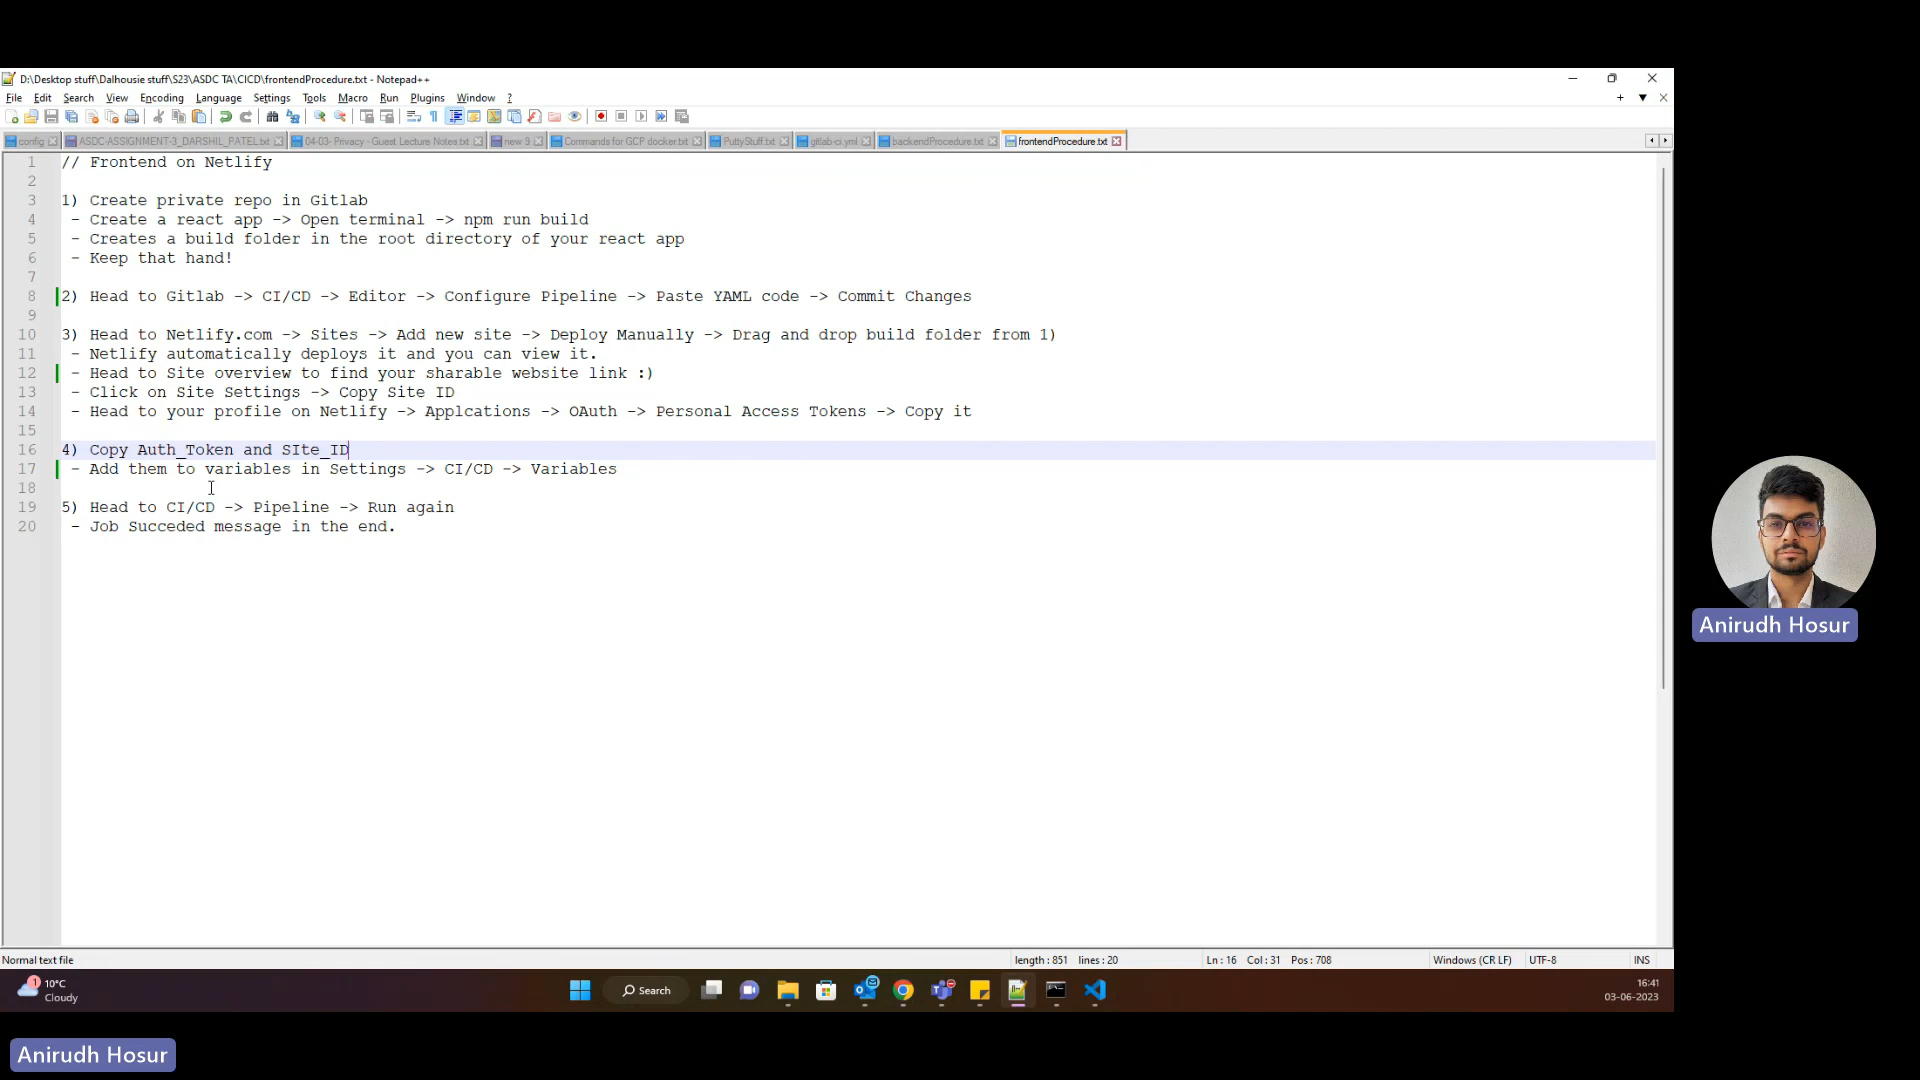 D:\Desktop stuff\Dalhousie stuff\S23\ASDC TA\CICD\frontendProcedure.txt - Notepad++
File Edit Search View Encoding Language Settings Tools Macro Run Plugins Window ?
config ASDC-ASSIGNMENT-3_DARSHIL_PATEL.txt 04-03- Privacy - Guest Lecture Notes.txt new 9 Commands for GCP docker.txt PuttyStuff.txt gitlab-ci.yml backendProcedure.txt frontendProcedure.txt
1 // Frontend on Netlify
2
3 1) Create private repo in Gitlab
4 - Create a react app -> Open terminal -> npm run build
5 - Creates a build folder in the root directory of your react app
6 - Keep that hand!
7
8 2) Head to Gitlab -> CI/CD -> Editor -> Configure Pipeline -> Paste YAML code -> Commit Changes
9
10 3) Head to Netlify.com -> Sites -> Add new site -> Deploy Manually -> Drag and drop build folder from 1)
11 - Netlify automatically deploys it and you can view it.
12 - Head to Site overview to find your sharable website link :)
13 - Click on Site Settings -> Copy Site ID
14 - Head to your profile on Netlify -> Applcations -> OAuth -> Personal Access Tokens -> Copy it
15
16 4) Copy Auth_Token and SIte_ID
17 - Add them to variables in Settings -> CI/CD -> Variables
18
19 5) Head to CI/CD -> Pipeline -> Run again
20 - Job Succeded message in the end.
Anirudh Hosur
Normal text file length : 851 lines : 20 Ln : 16 Col : 31 Pos : 708 Windows (CR LF) UTF-8 INS
1
10°C
Cloudy
Search
16:41
03-06-2023
Anirudh Hosur